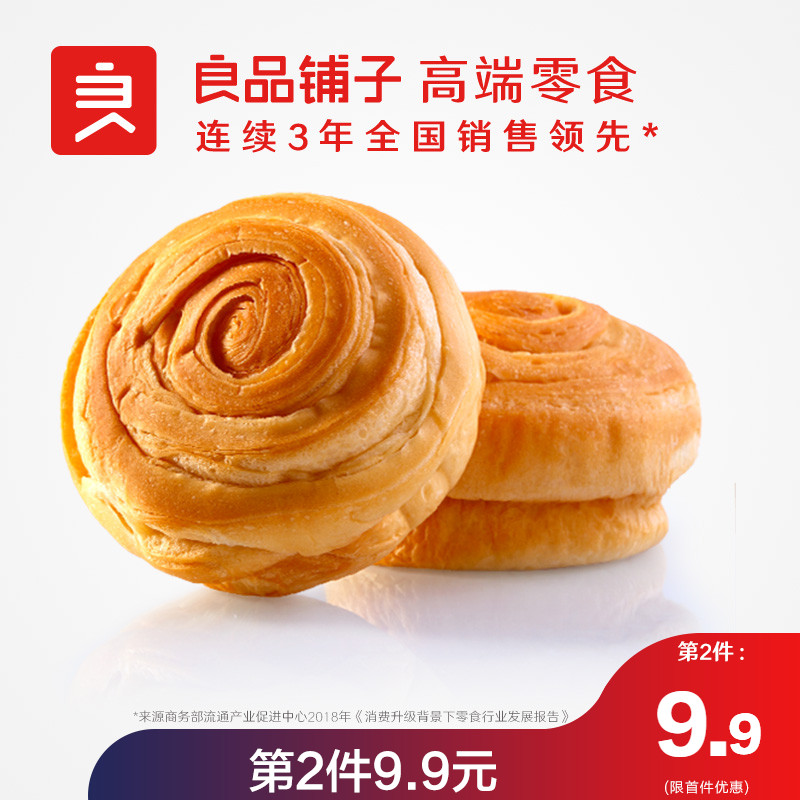 良品铺子 高端零食
连续3年全国销售领先*
*来源商务部流通产业促进中心2018年《消费升级背景下零食行业发展报告》
第2件:
9.9
(限首件优惠)
第2件9.9元